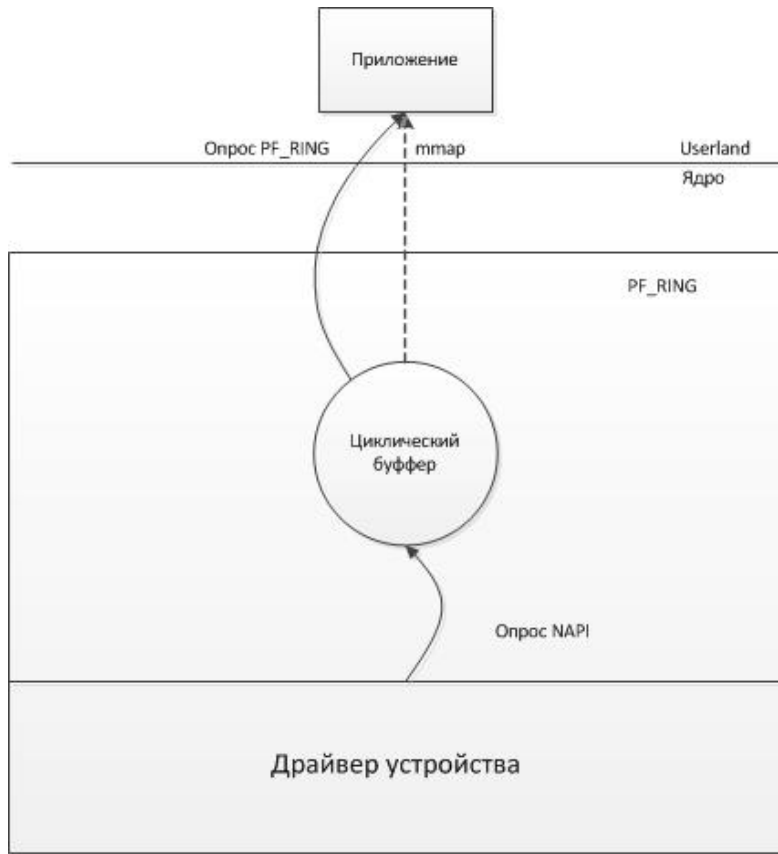 Приложение
Опрос PF_RING
mmap
Userland
Ядро
PF_RING
Циклический
буффер
Опрос NAPI
Драйвер устройства